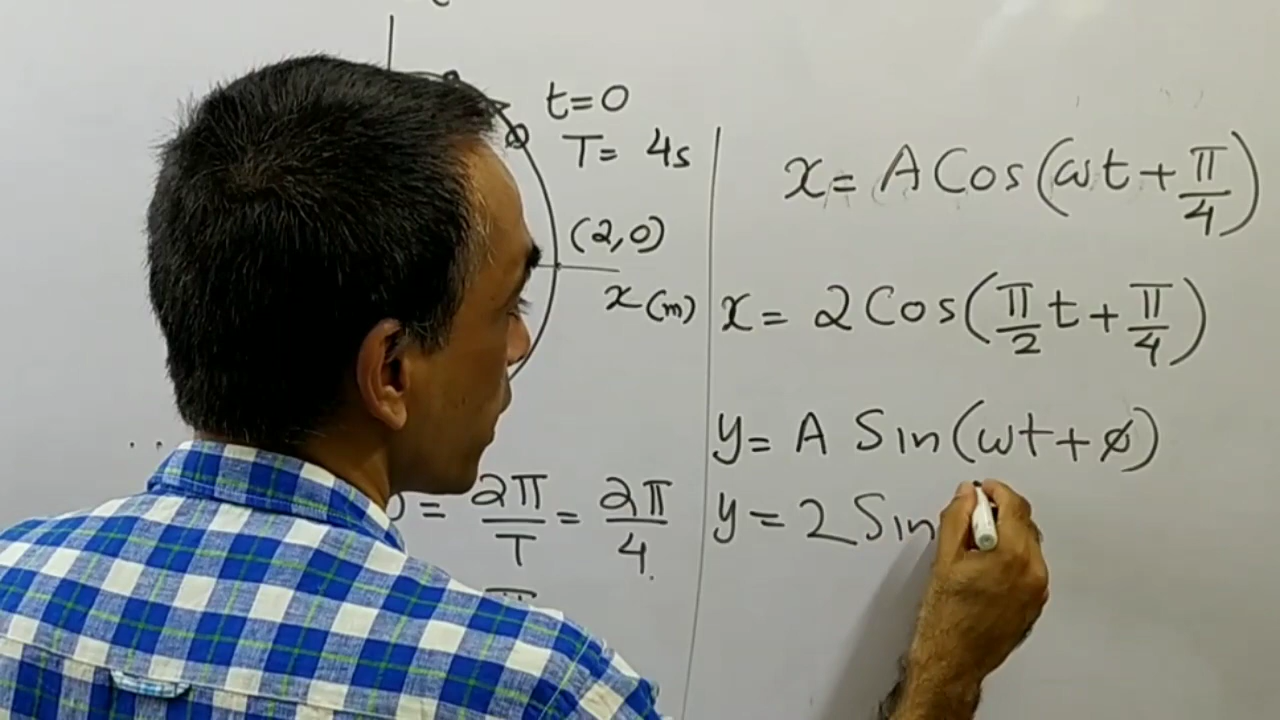 t=0
T= 4s
(2,0)
x(m)
= 2π/T = 2π/4
x= A Cos(ωt+π/4)
x= 2 Cos(π/2 t+π/4)
y= A Sin(ωt+ϕ)
y= 2 Sin